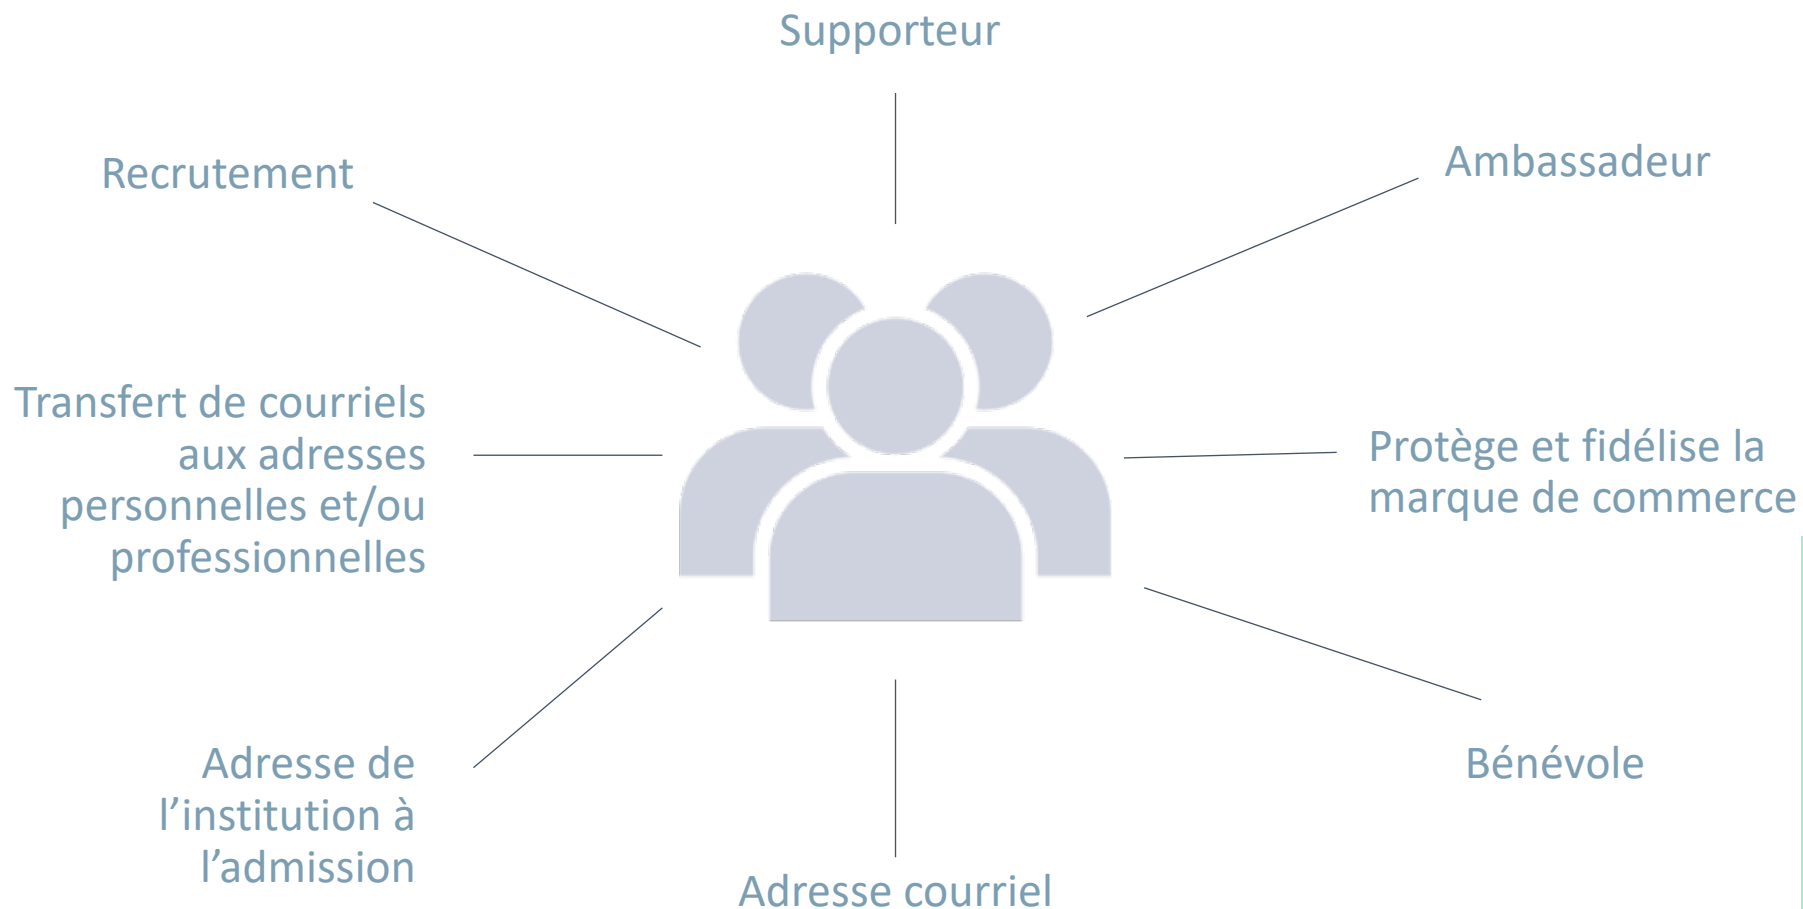 Supporteur
Recrutement
Ambassadeur
Transfert de courriels
aux adresses
personnelles et/ou
professionnelles
Protège et fidélise la
marque de commerce
Adresse de
l’institution à
l’admission
Bénévole
Adresse courriel